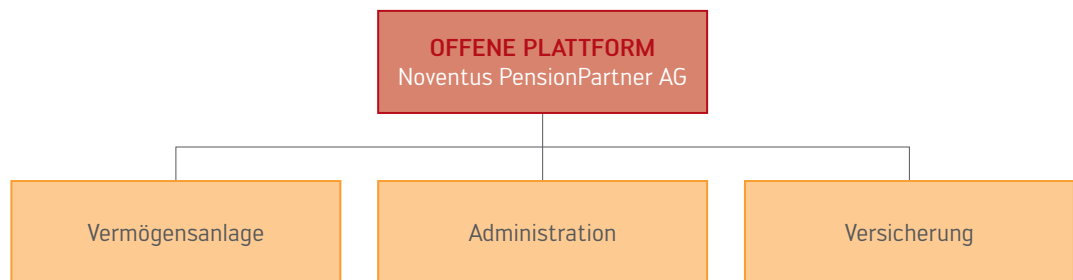 OFFENE PLATTFORM
Noventus PensionPartner AG
Vermögensanlage
Administration
Versicherung